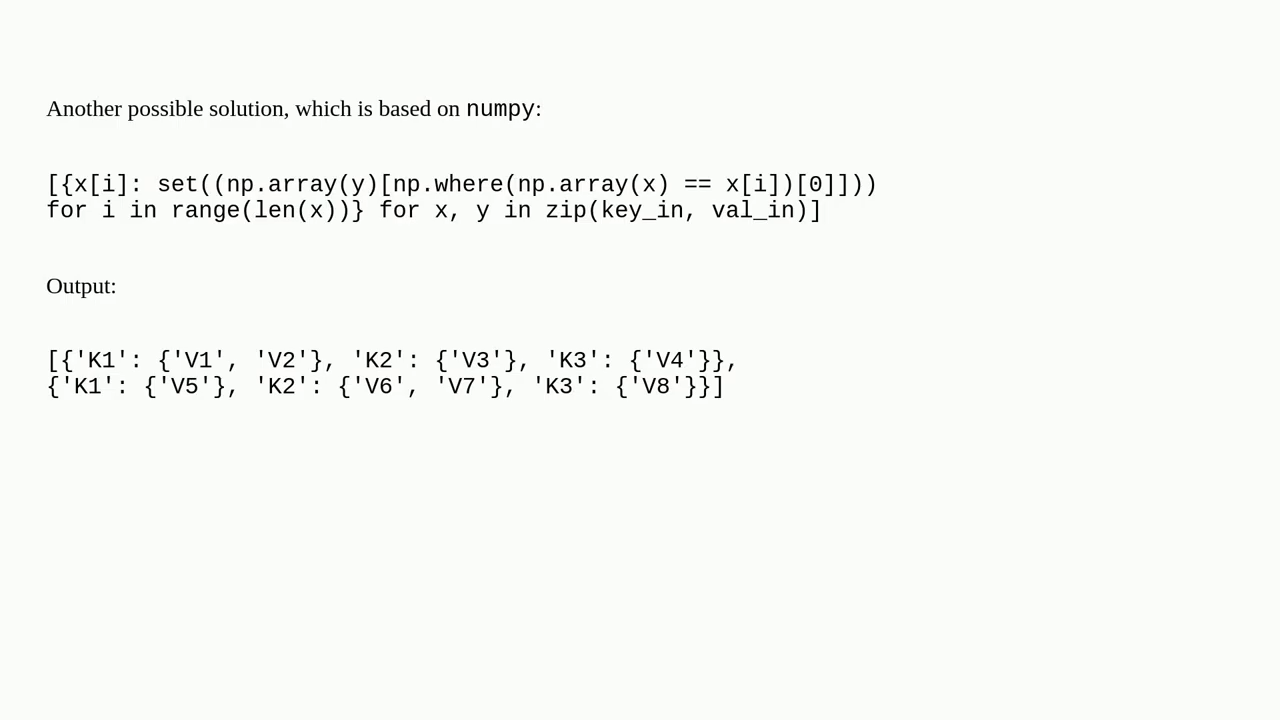 Another possible solution, which is based on numpy:
[{x[i]: set((np.array(y)[np.where(np.array(x) == x[i])[0]]))
for i in range(len(x))} for x, y in zip(key_in, val_in)]
Output:
[{'K1': {'V1', 'V2'}, 'K2': {'V3'}, 'K3': {'V4'}},
{'K1': {'V5'}, 'K2': {'V6', 'V7'}, 'K3': {'V8'}}]